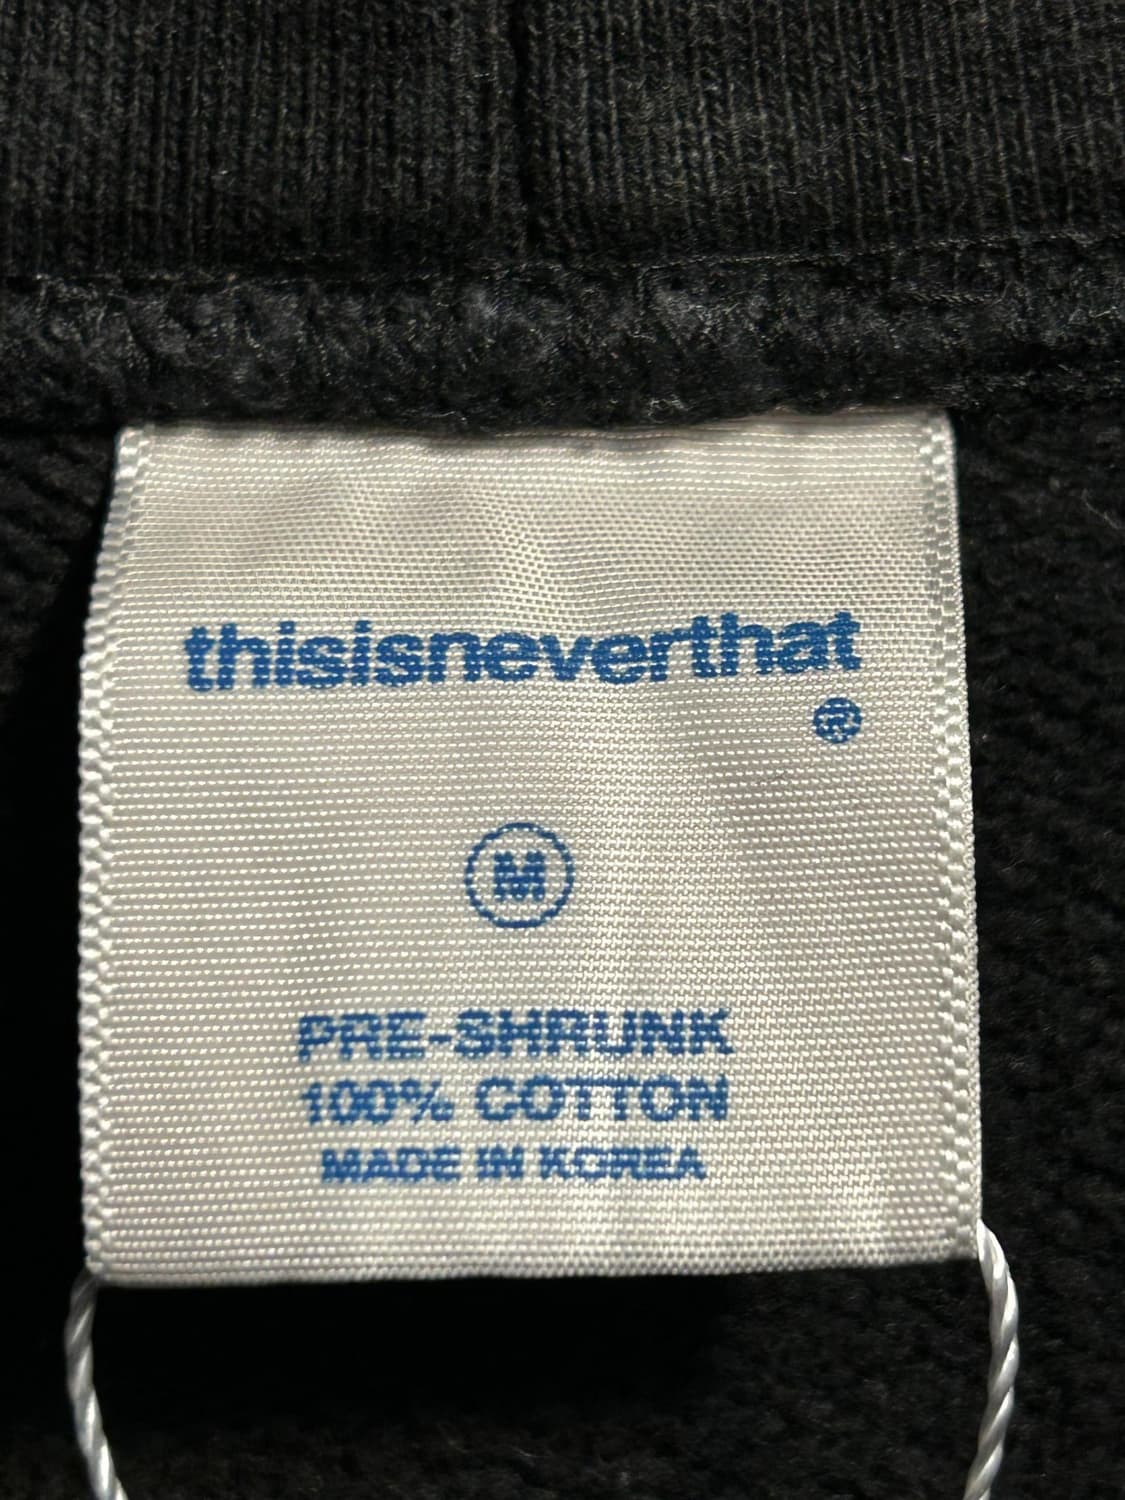 thisisneverthat
®
M
PRE-SHRUNK
100% COTTON
MADE IN KOREA